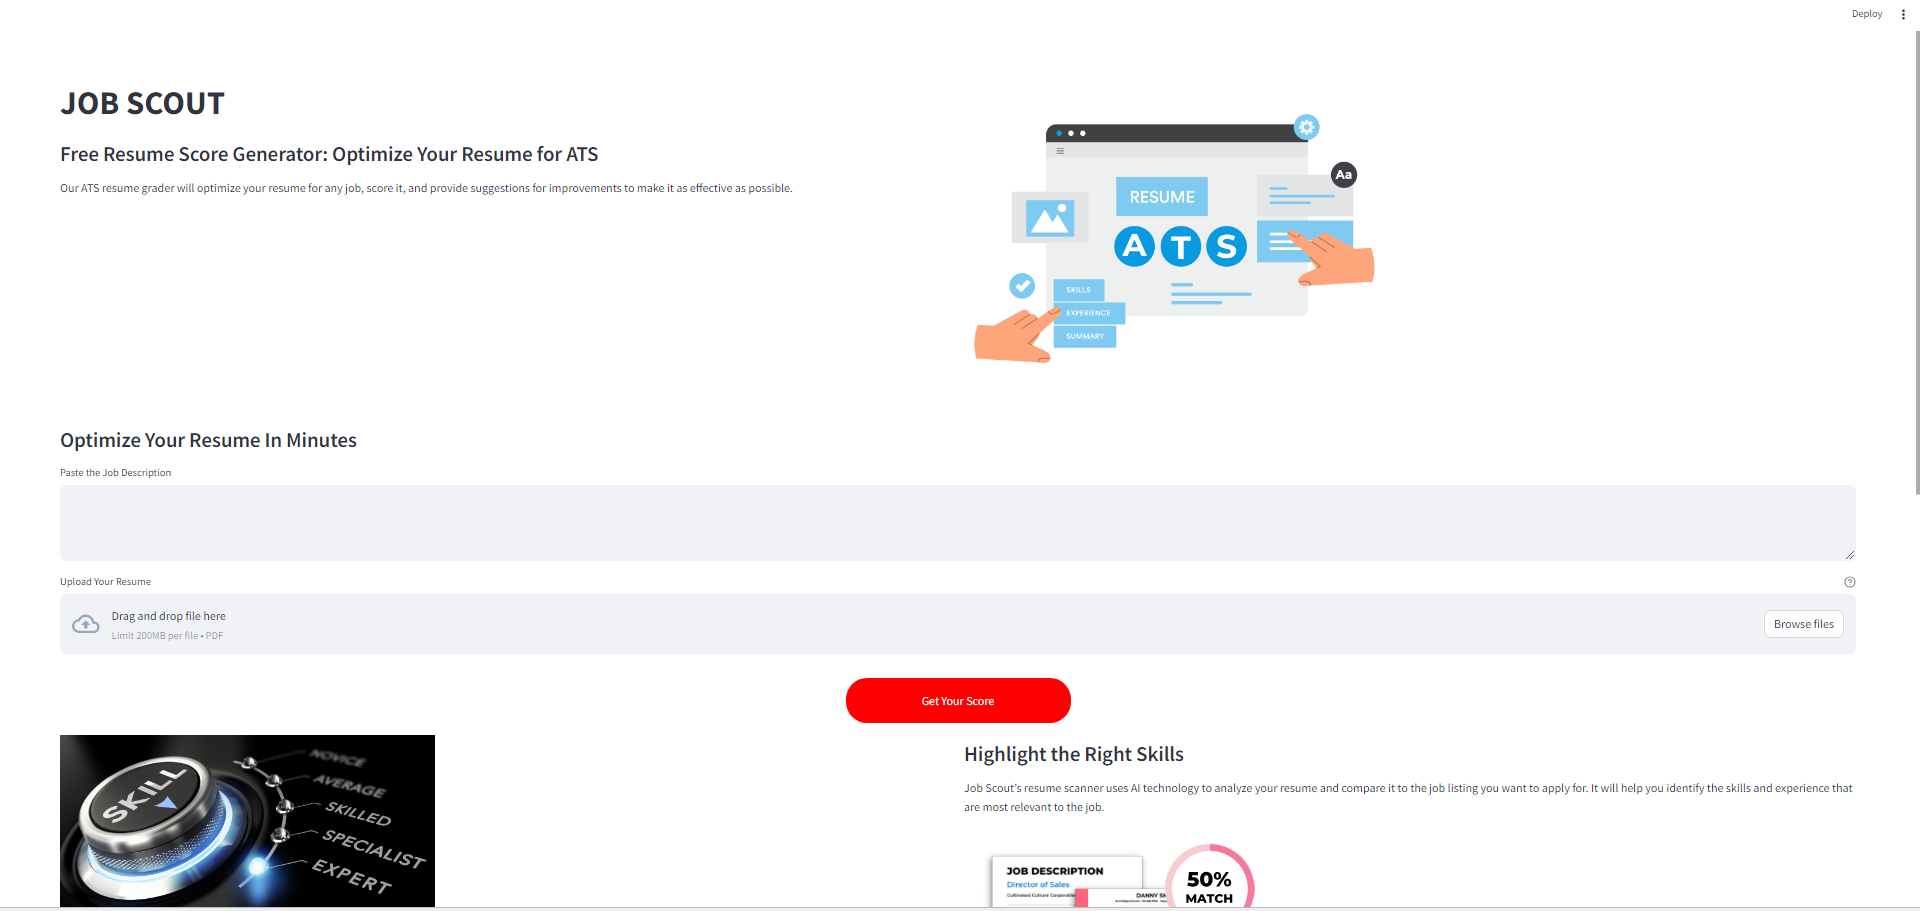 Deploy
JOB SCOUT
Free Resume Score Generator: Optimize Your Resume for ATS
Our ATS resume grader will optimize your resume for any job, score it, and provide suggestions for improvements to make it as effective as possible.
Aa
RESUME
ATS
SKILLS
EXPERIENCE
SUMMARY
Optimize Your Resume In Minutes
Paste the Job Description
Upload Your Resume
Drag and drop file here
Limit 200MB per file • PDF
Browse files
Get Your Score
SKILL
NOVICE
AVERAGE
SKILLED
SPECIALIST
EXPERT
Highlight the Right Skills
Job Scout's resume scanner uses AI technology to analyze your resume and compare it to the job listing you want to apply for. It will help you identify the skills and experience that
are most relevant to the job.
JOB DESCRIPTION
Director of Sales
Cultivated Culture Corporation
DANNY
50%
MATCH